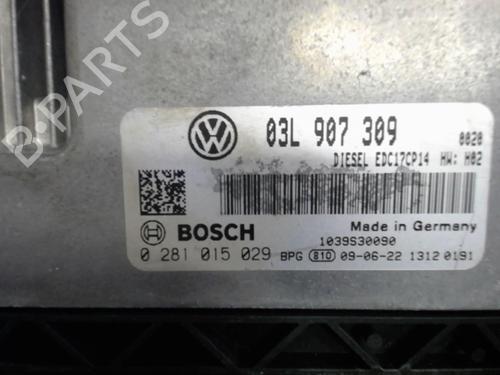 03L 907 309 0020
DIESEL EDC17CP14 HW: H02
BOSCH
Made in Germany
1039S30090
0 281 015 029 BPG 810 09-06-22 1312 0191
B PARTS